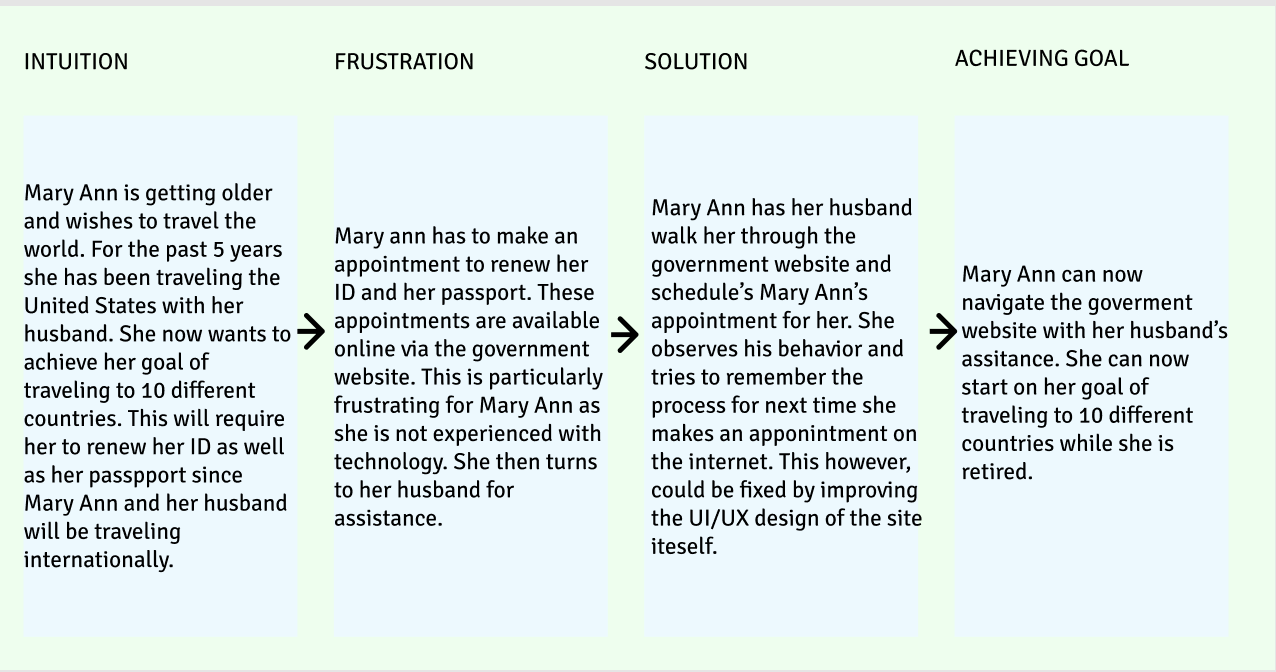 INTUITION
Mary Ann is getting older
and wishes to travel the
world. For the past 5 years
she has been traveling the
United States with her
husband. She now wants to
achieve her goal of
traveling to 10 different
countries. This will require
her to renew her ID as well
as her passpport since
Mary Ann and her husband
will be traveling
internationally.
FRUSTRATION
Mary ann has to make an
appointment to renew her
ID and her passport. These
appointments are available
online via the government
website. This is particularly
frustrating for Mary Ann as
she is not experienced with
technology. She then turns
to her husband for
assistance.
SOLUTION
Mary Ann has her husband
walk her through the
government website and
schedule’s Mary Ann’s
appointment for her. She
observes his behavior and
tries to remember the
process for next time she
makes an apponintment on
the internet. This however,
could be fixed by improving
the UI/UX design of the site
iteself.
ACHIEVING GOAL
Mary Ann can now
navigate the goverment
website with her husband’s
assitance. She can now
start on her goal of
traveling to 10 different
countries while she is
retired.